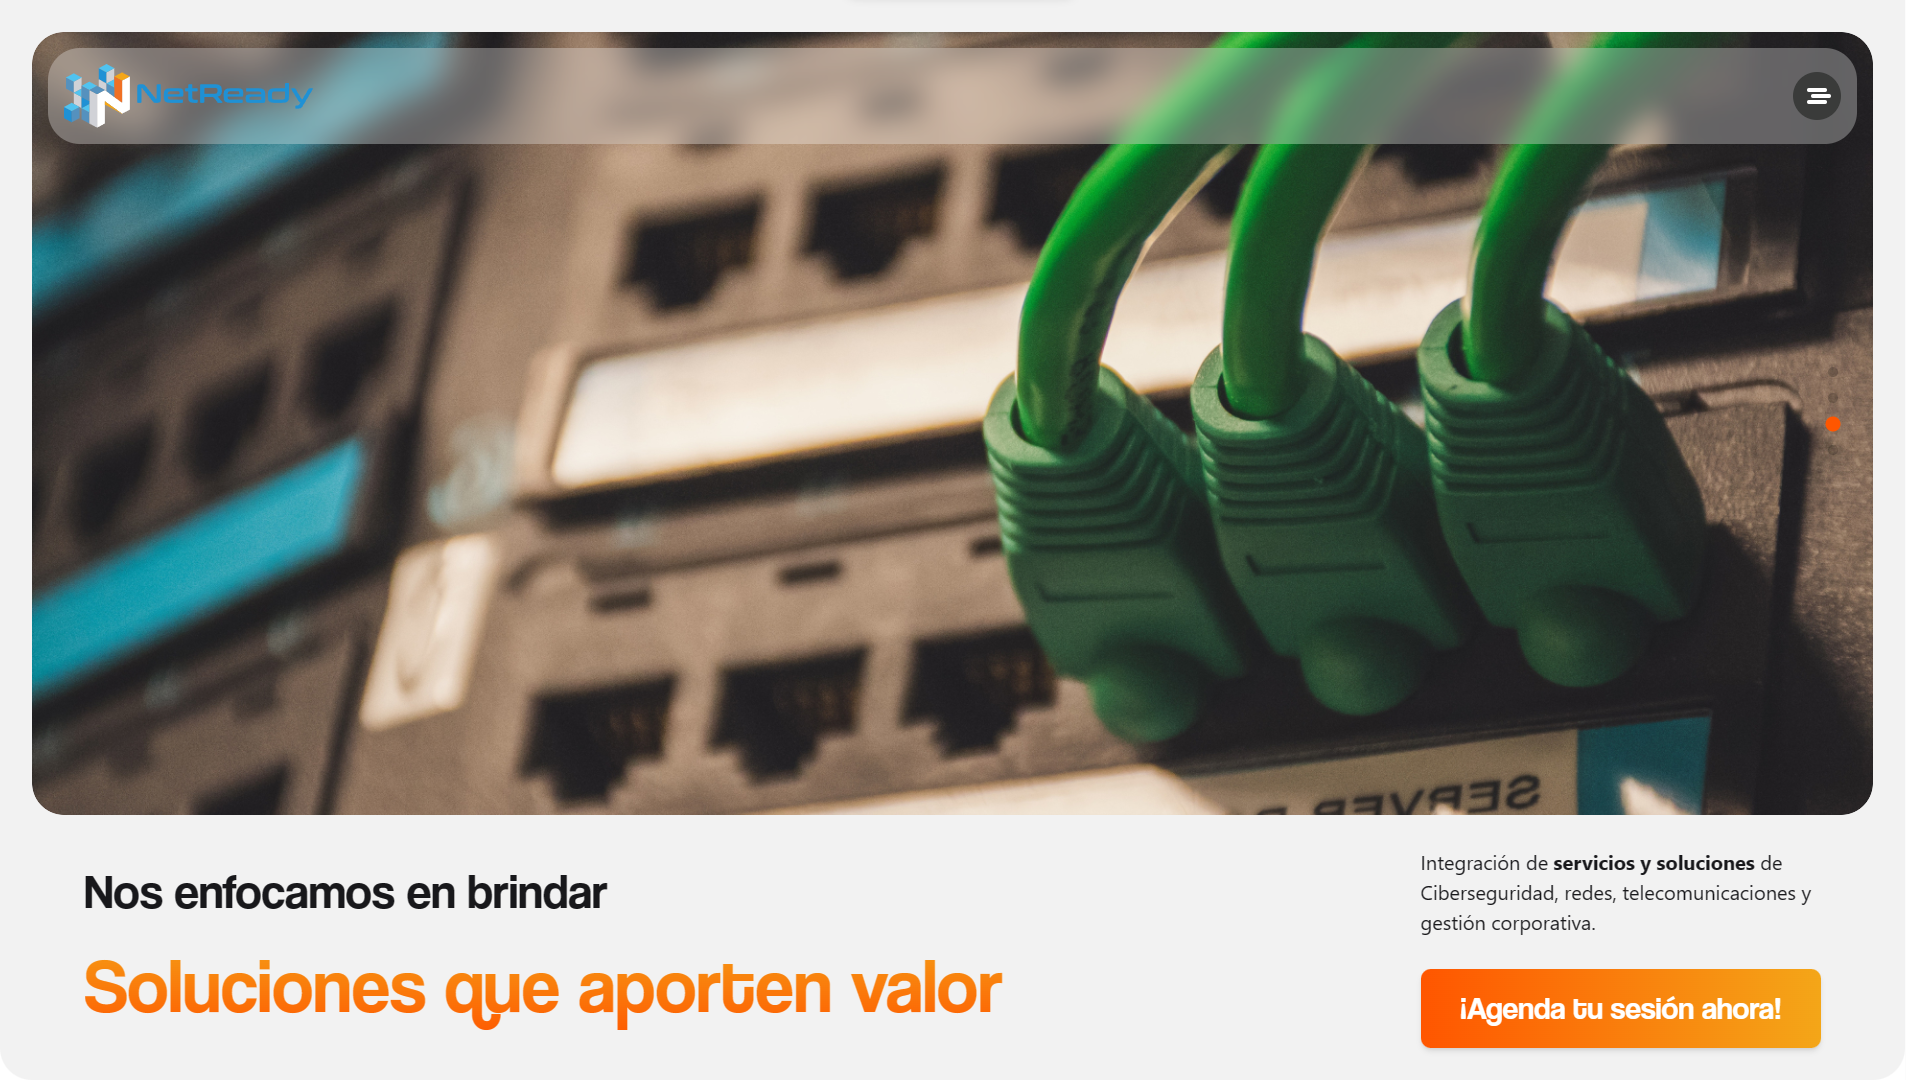 NetReady
SERVER
Nos enfocamos en brindar
Soluciones que aporten valor
Integración de servicios y soluciones de
Ciberseguridad, redes, telecomunicaciones y
gestión corporativa.
¡Agenda tu sesión ahora!